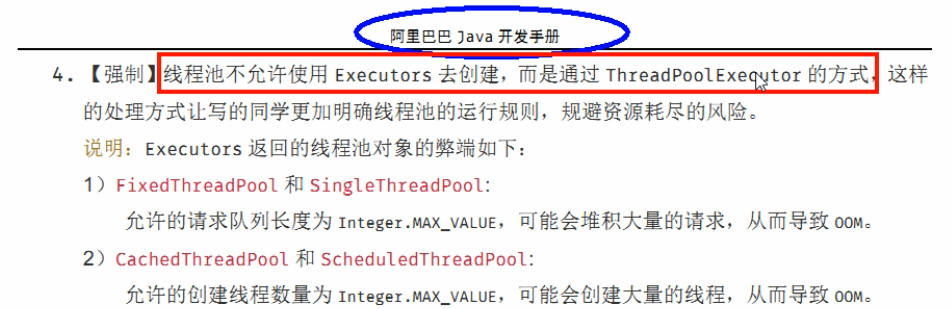 阿里巴巴 Java 开发手册
4. 【强制】线程池不允许使用 Executors 去创建，而是通过 ThreadPoolExecutor 的方式，这样
的处理方式让写的同学更加明确线程池的运行规则，规避资源耗尽的风险。
说明：Executors 返回的线程池对象的弊端如下：
1）FixedThreadPool 和 SingleThreadPool:
允许的请求队列长度为 Integer.MAX_VALUE，可能会堆积大量的请求，从而导致 OOM。
2）CachedThreadPool 和 ScheduledThreadPool:
允许的创建线程数量为 Integer.MAX_VALUE，可能会创建大量的线程，从而导致 OOM。